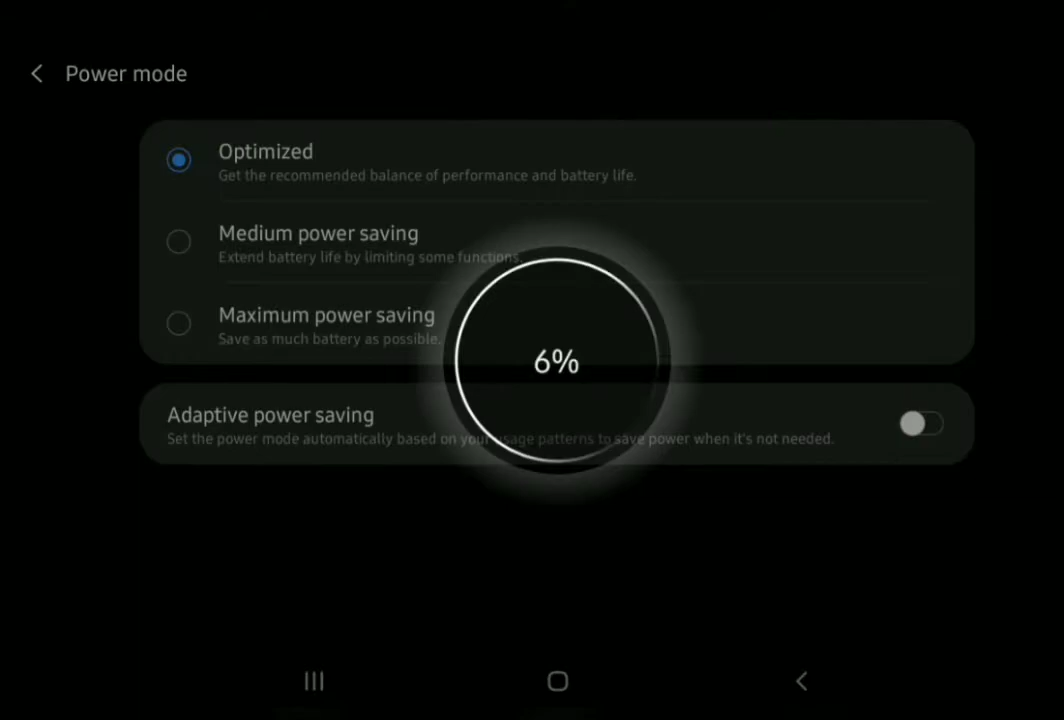 Power mode
Optimized
Get the recommended balance of performance and battery life.
Medium power saving
Extend battery life by limiting some functions.
Maximum power saving
Save as much battery as possible.
6%
Adaptive power saving
Set the power mode automatically based on your usage patterns to save power when it's not needed.